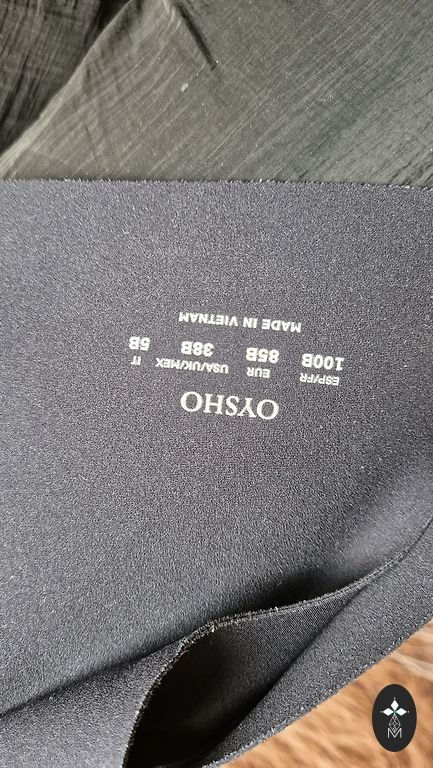 OYSHO
ESP/FR EUR USA/UK/MEX IT
100B 85B 38B 5B
MADE IN VIETNAM
M